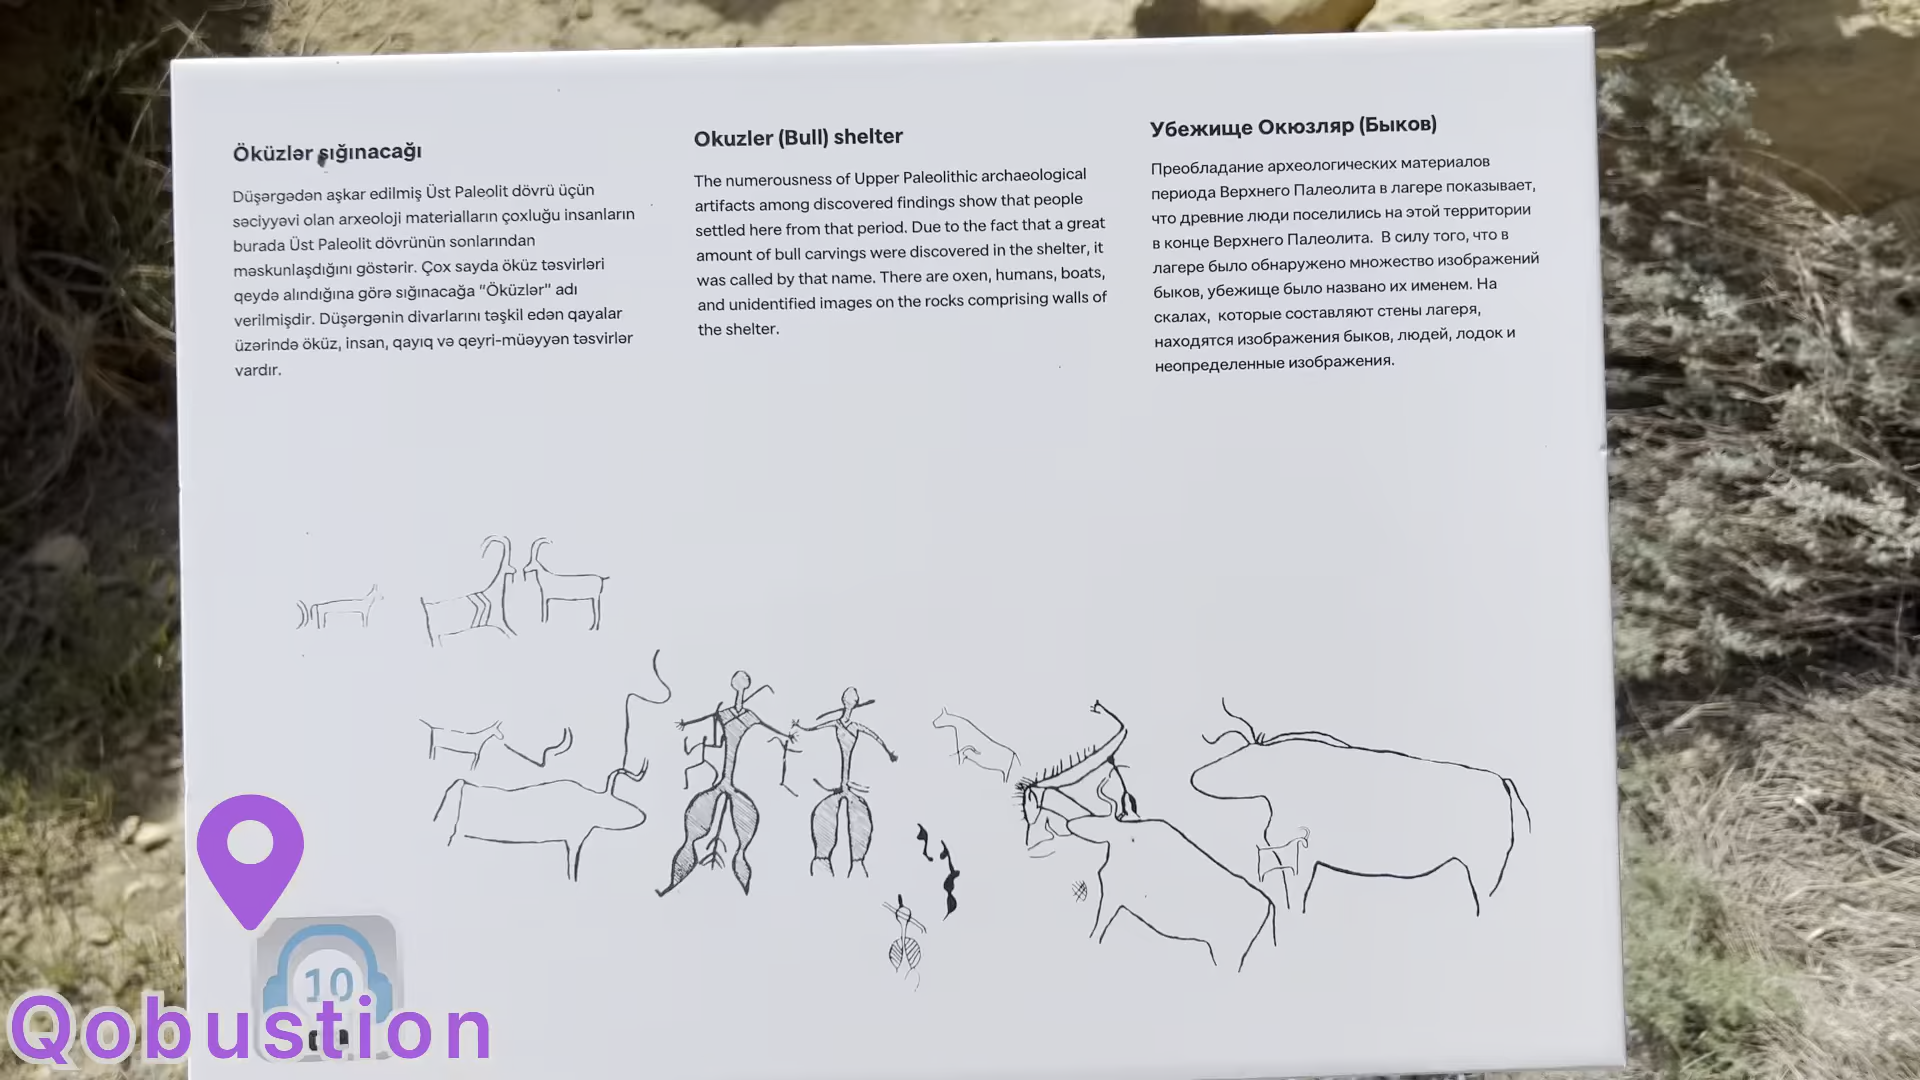 Öküzlər sığınacağı
Düşərgədən aşkar edilmiş Üst Paleolit dövrü üçün
səciyyəvi olan arxeoloji materialların çoxluğu insanların
burada Üst Paleolit dövrünün sonlarından
məskunlaşdığını göstərir. Çox sayda öküz təsvirləri
qeydə alındığına görə sığınacağa "Öküzlər" adı
verilmişdir. Düşərgənin divarlarını təşkil edən qayalar
üzərində öküz, insan, qayıq və qeyri-müəyyən təsvirlər
vardır.
Okuzler (Bull) shelter
The numerousness of Upper Paleolithic archaeological
artifacts among discovered findings show that people
settled here from that period. Due to the fact that a great
amount of bull carvings were discovered in the shelter, it
was called by that name. There are oxen, humans, boats,
and unidentified images on the rocks comprising walls of
the shelter.
Убежище Окюзляр (Быков)
Преобладание археологических материалов
периода Верхнего Палеолита в лагере показывает,
что древние люди поселились на этой территории
в конце Верхнего Палеолита. В силу того, что в
лагере было обнаружено множество изображений
быков, убежище было названо их именем. На
скалах, которые составляют стены лагеря,
находятся изображения быков, людей, лодок и
неопределенные изображения.
10
Qobustion